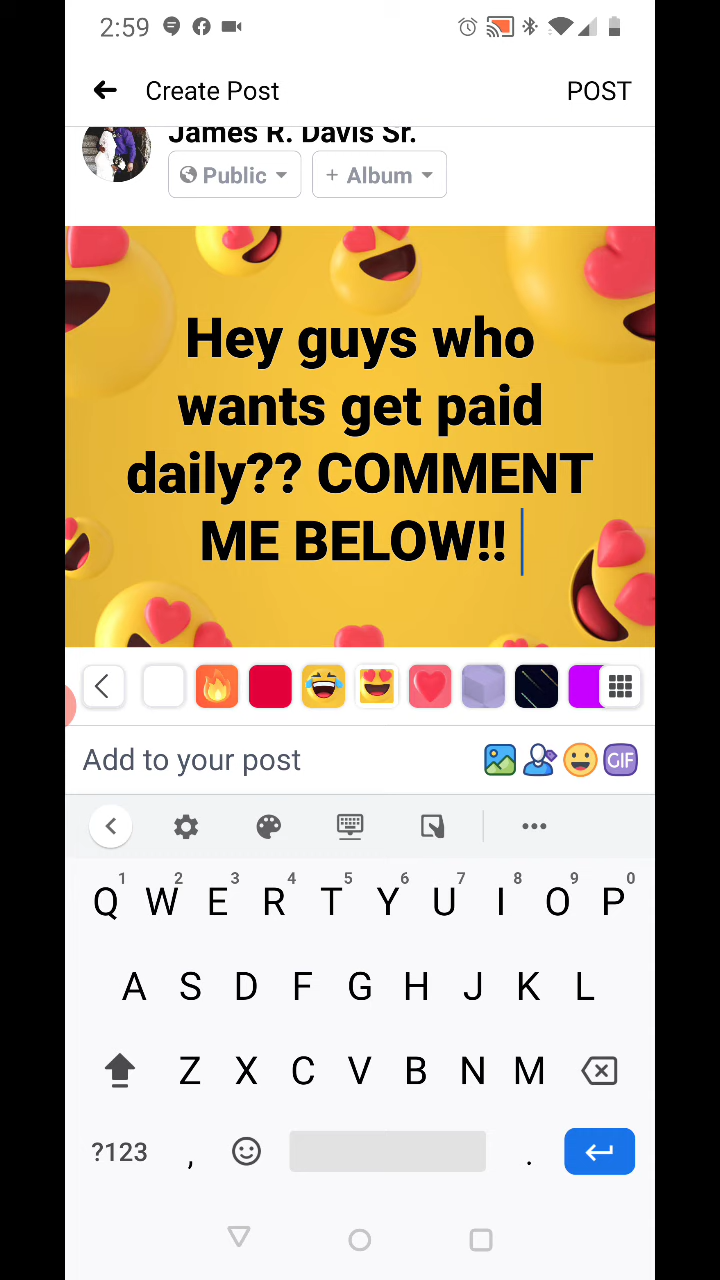 2:59
Create Post
POST
James R. Davis Sr.
Public
+ Album
Hey guys who
wants get paid
daily?? COMMENT
ME BELOW!!
Add to your post
GIF
1 2 3 4 5 6 7 8 9 0
Q W E R T Y U I O P
A S D F G H J K L
Z X C V B N M
?123 , .